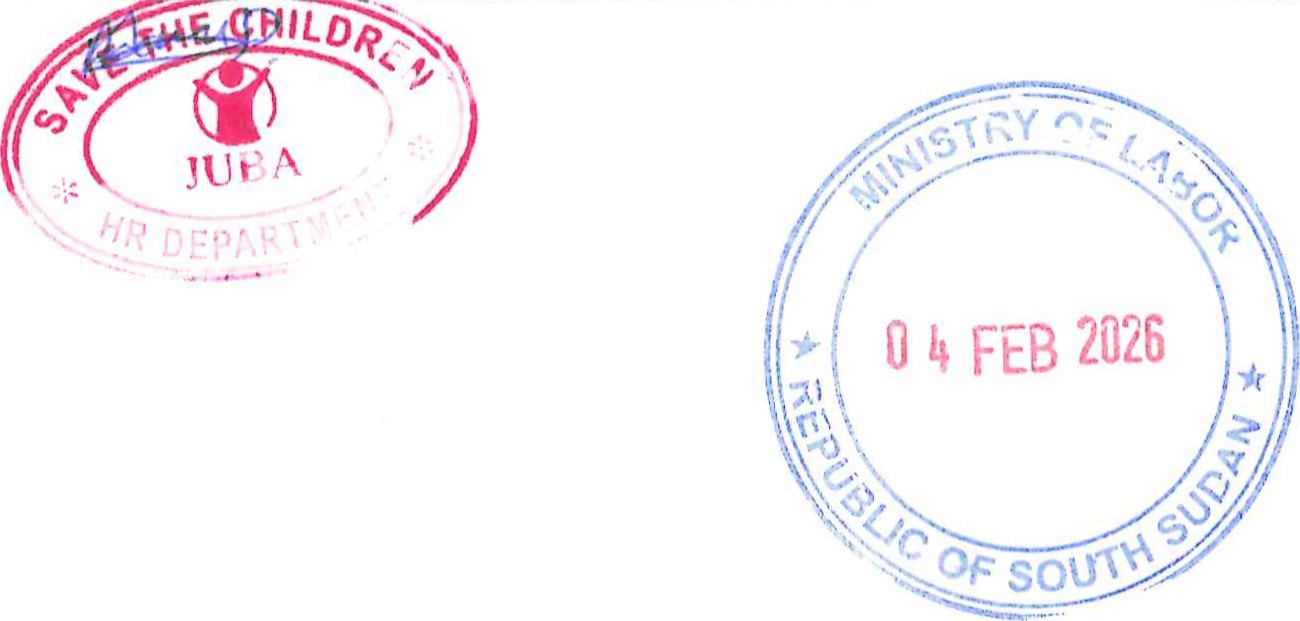 SAVE THE CHILDREN
JUBA
HR DEPARTMENT
MINISTRY OF LABOR
04 FEB 2026
REPUBLIC OF SOUTH SUDAN